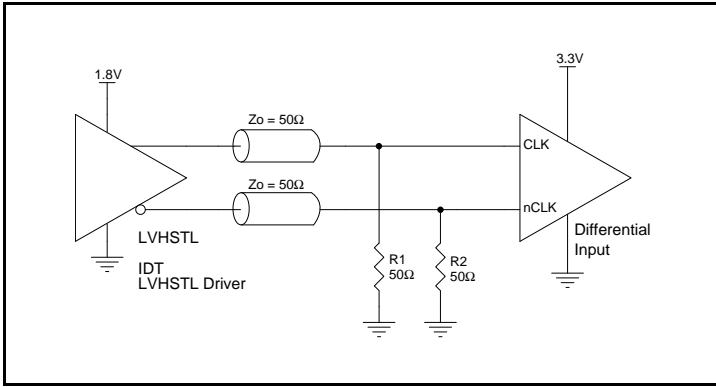 1.8V
3.3V
Zo = 50Ω
CLK
Zo = 50Ω
nCLK
LVHSTL
IDT
LVHSTL Driver
R1
50Ω
R2
50Ω
Differential
Input